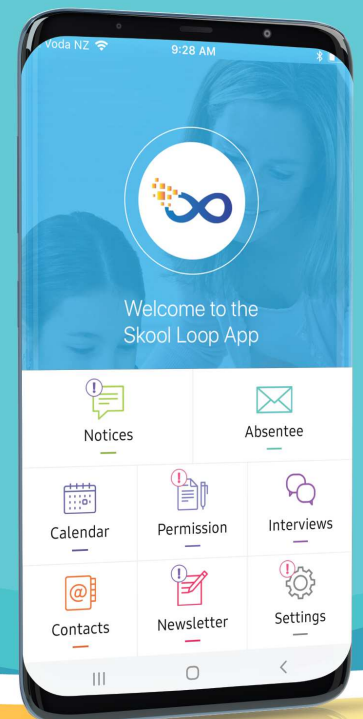 Voda NZ
9:28 AM
Welcome to the
Skool Loop App
Notices
Absentee
Calendar
Permission
Interviews
@
Contacts
Newsletter
Settings